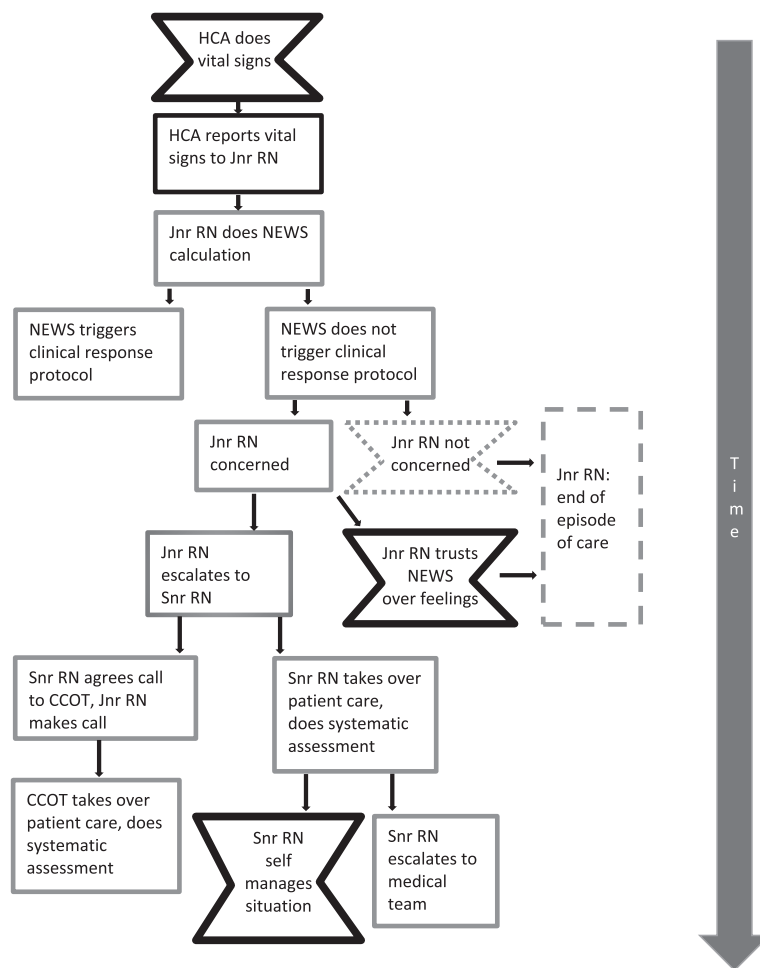 HCA does
vital signs
HCA reports vital
signs to Jnr RN
Jnr RN does NEWS
calculation
NEWS triggers
clinical response
protocol
NEWS does not
trigger clinical
response protocol
Jnr RN
concerned
Jnr RN not
concerned
Jnr RN:
end of
episode
of care
Jnr RN
escalates to
Snr RN
Jnr RN trusts
NEWS
over feelings
Snr RN agrees call
to CCOT, Jnr RN
makes call
Snr RN takes over
patient care,
does systematic
assessment
CCOT takes over
patient care, does
systematic
assessment
Snr RN
self
manages
situation
Snr RN
escalates to
medical
team
T
i
m
e